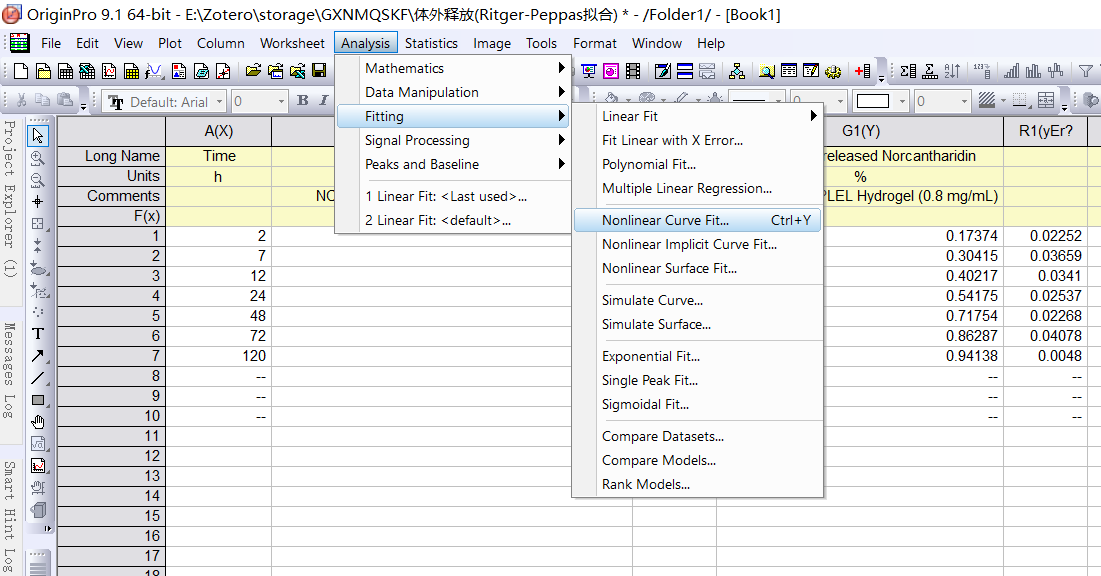 OriginPro 9.1 64-bit - E:\Zotero\storage\GXNMQSKF\体外释放(Ritger-Peppas拟合) * - /Folder1/ - [Book1]
File Edit View Plot Column Worksheet Analysis Statistics Image Tools Format Window Help
Default: Arial 0 B I 0 0
Project Explorer (1)
Messages Log
Smart Hint Log
Mathematics
Data Manipulation
Fitting
Signal Processing
Peaks and Baseline
1 Linear Fit: <Last used>...
2 Linear Fit: <default>...
Linear Fit
Fit Linear with X Error...
Polynomial Fit...
Multiple Linear Regression...
Nonlinear Curve Fit... Ctrl+Y
Nonlinear Implicit Curve Fit...
Nonlinear Surface Fit...
Simulate Curve...
Simulate Surface...
Exponential Fit...
Single Peak Fit...
Sigmoidal Fit...
Compare Datasets...
Compare Models...
Rank Models...
A(X) G1(Y) R1(yEr?
Long Name Time released Norcantharidin
Units h %
Comments NC PLEL Hydrogel (0.8 mg/mL)
F(x)
1 2 0.17374 0.02252
2 7 0.30415 0.03659
3 12 0.40217 0.0341
4 24 0.54175 0.02537
5 48 0.71754 0.02268
6 72 0.86287 0.04078
7 120 0.94138 0.0048
8 -- -- --
9 -- -- --
10 -- -- --
11
12
13
14
15
16
17
18